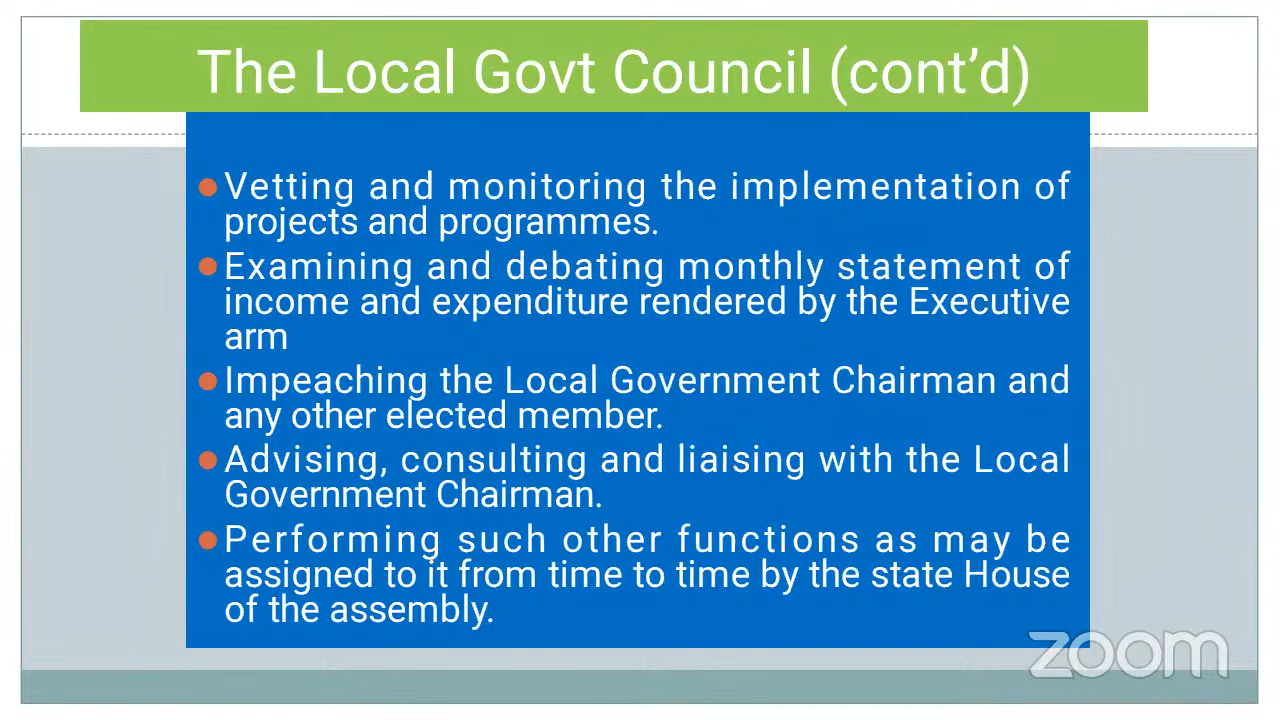 The Local Govt Council (cont’d)
Vetting and monitoring the implementation of
projects and programmes.
Examining and debating monthly statement of
income and expenditure rendered by the Executive
arm
Impeaching the Local Government Chairman and
any other elected member.
Advising, consulting and liaising with the Local
Government Chairman.
Performing such other functions as may be
assigned to it from time to time by the state House
of the assembly.
zoom